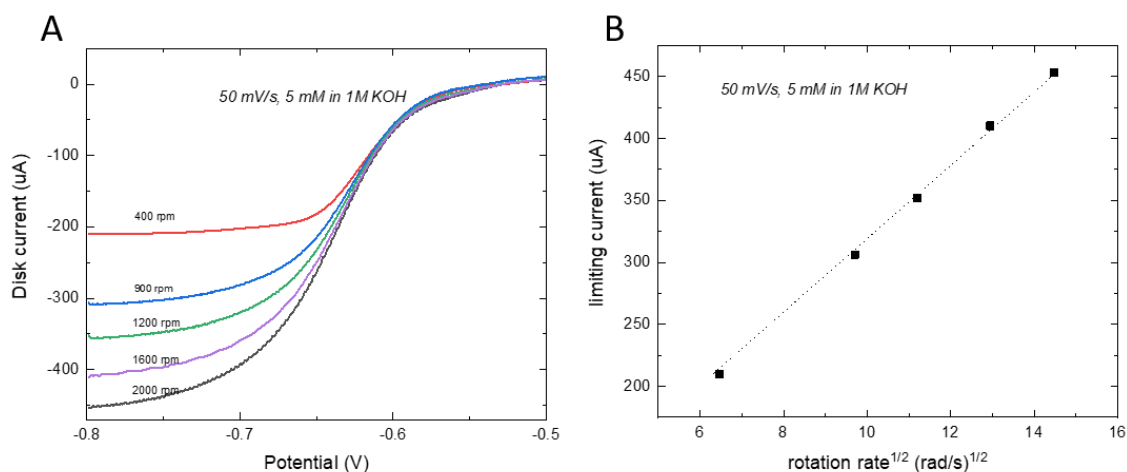 A
50 mV/s, 5 mM in 1M KOH
0
-100
-200
-300
-400
Disk current (uA)
400 rpm
900 rpm
1200 rpm
1600 rpm
2000 rpm
-0.8
-0.7
-0.6
-0.5
Potential (V)
B
50 mV/s, 5 mM in 1M KOH
450
400
350
300
250
200
limiting current (uA)
6
8
10
12
14
16
rotation rate^1/2 (rad/s)^1/2